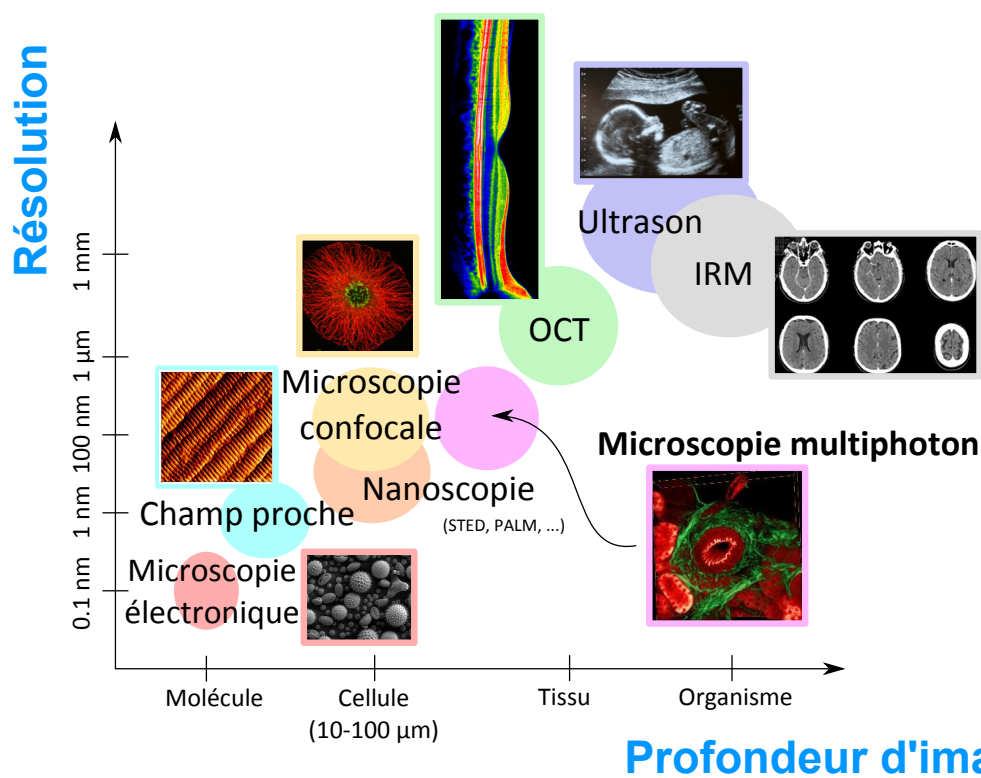 Résolution
1 mm
1 µm
100 nm
1 nm
0.1 nm
Ultrason
IRM
OCT
Microscopie
confocale
Microscopie multiphoton
Nanoscopie
(STED, PALM, ...)
Champ proche
Microscopie
électronique
Molécule
Cellule
(10-100 µm)
Tissu
Organisme
Profondeur d'ima